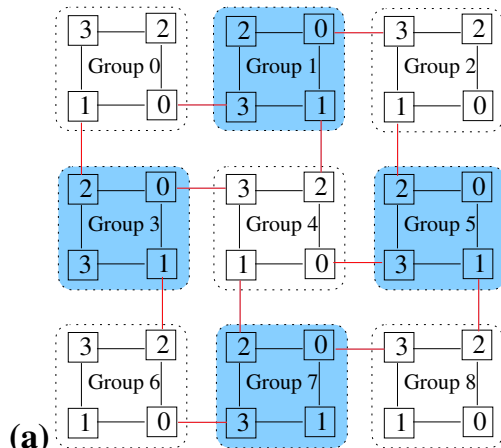 3 2 2 0 3 2
Group 0 Group 1 Group 2
1 0 3 1 1 0
2 0 3 2 2 0
Group 3 Group 4 Group 5
3 1 1 0 3 1
3 2 2 0 3 2
Group 6 Group 7 Group 8
1 0 3 1 1 0
(a)